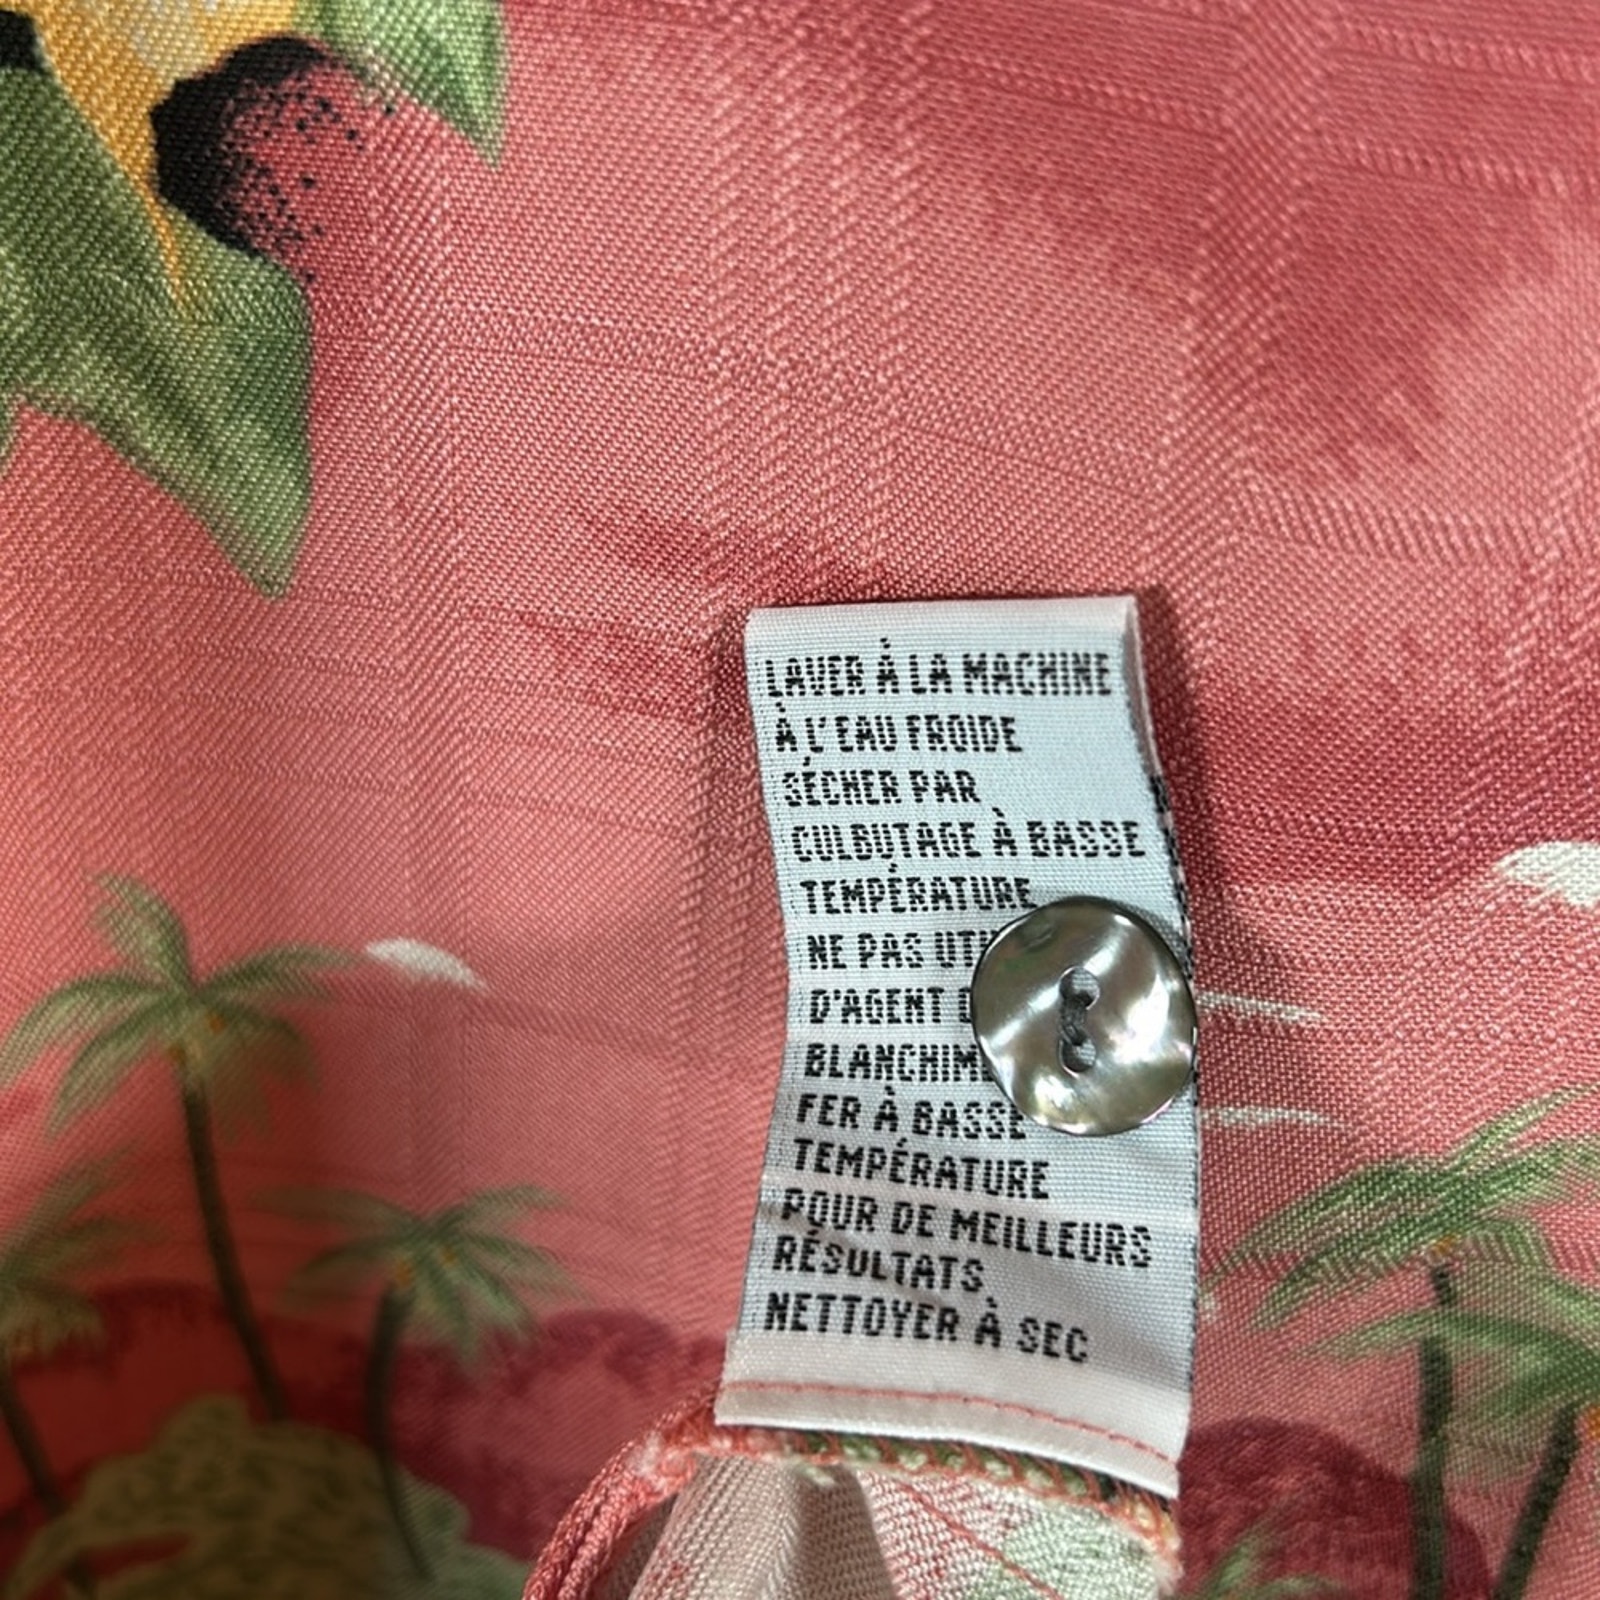 LAVER À LA MACHINE
À L'EAU FROIDE
SÉCHER PAR
CULBUTAGE À BASSE
TEMPÉRATURE
NE PAS
D'AGENT
FER À BASSE
TEMPÉRATURE
POUR DE MEILLEURS
RÉSULTATS,
NETTOYER À SEC